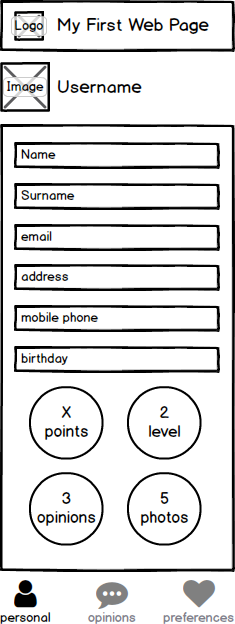 Logo My First Web Page
Image Username
Name
Surname
email
address
mobile phone
birthday
X 2
points level
3 5
opinions photos
personal opinions preferences